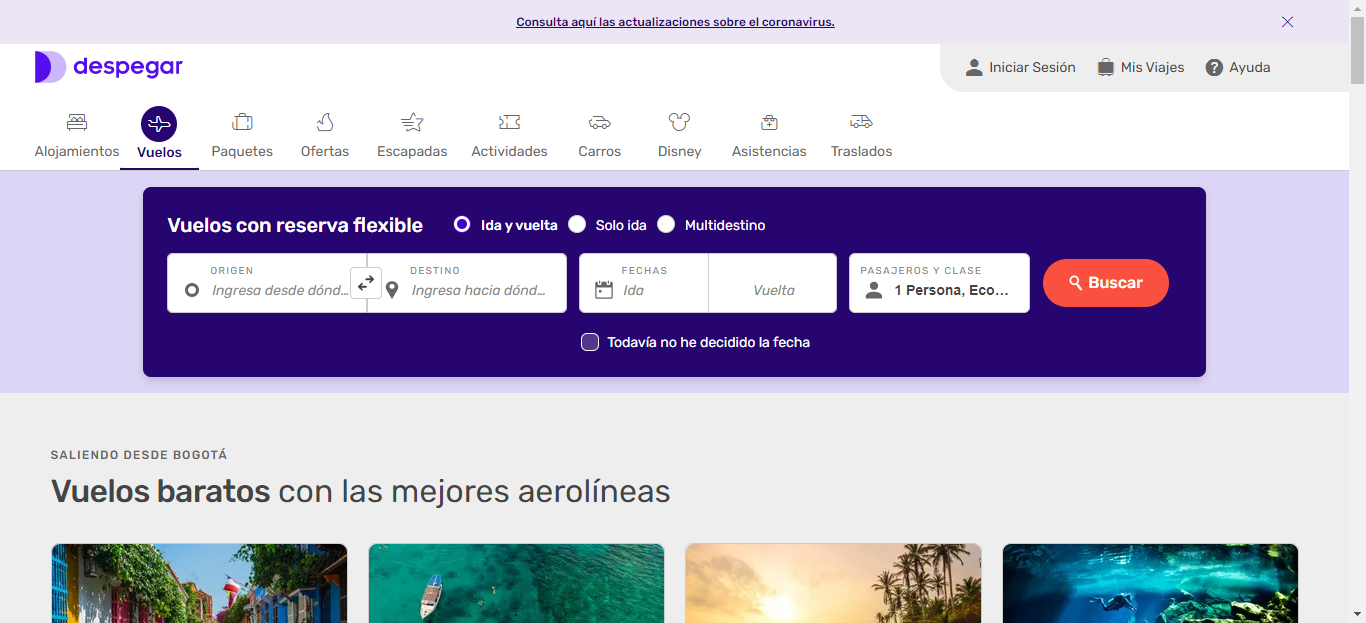 Consulta aquí las actualizaciones sobre el coronavirus.
despegar
Iniciar Sesión
Mis Viajes
Ayuda
Alojamientos
Vuelos
Paquetes
Ofertas
Escapadas
Actividades
Carros
Disney
Asistencias
Traslados
Vuelos con reserva flexible
Ida y vuelta
Solo ida
Multidestino
ORIGEN
Ingresa desde dónd...
DESTINO
Ingresa hacia dónd...
FECHAS
Ida
Vuelta
PASAJEROS Y CLASE
1 Persona, Eco...
Buscar
Todavía no he decidido la fecha
SALIENDO DESDE BOGOTÁ
Vuelos baratos con las mejores aerolíneas